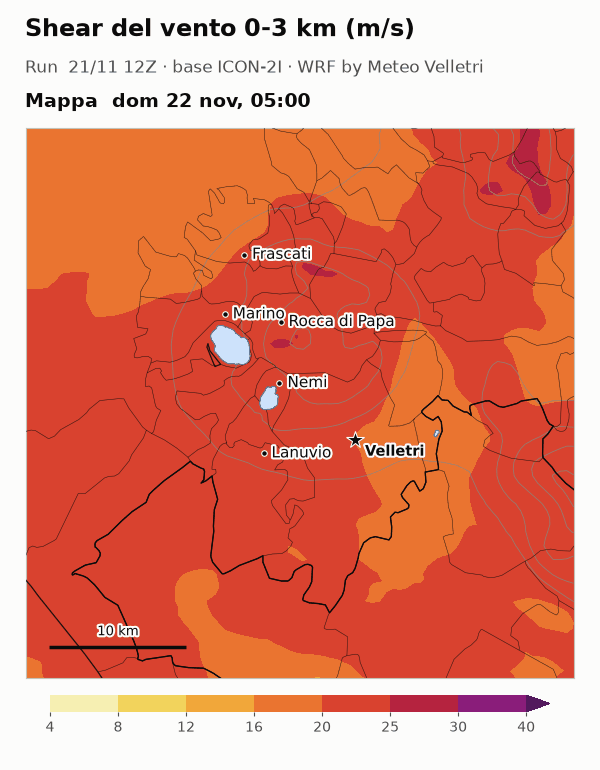 Shear del vento 0-3 km (m/s)
Run  21/11 12Z · base ICON-2I · WRF by Meteo Velletri
Mappa  dom 22 nov, 05:00
Frascati
Marino
Rocca di Papa
Nemi
Velletri
Lanuvio
10 km
4 8 12 16 20 25 30 40